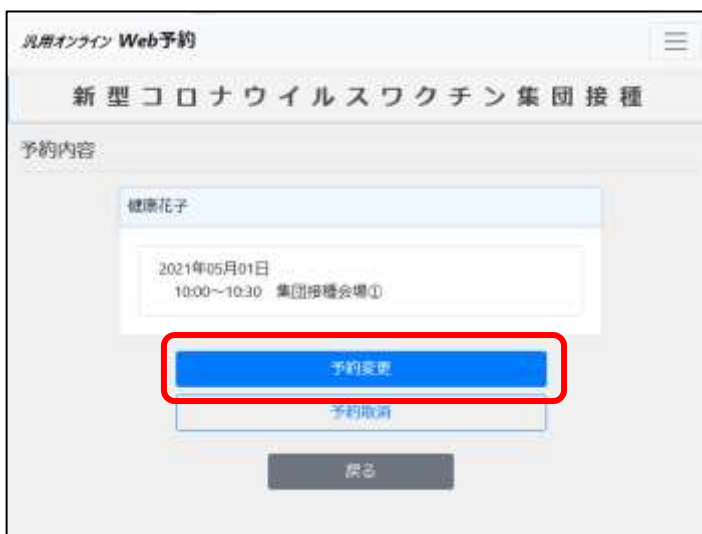 汎用オンライン Web予約
新型コロナウイルスワクチン集団接種
予約内容
健康花子
2021年05月01日
10:00～10:30 集団接種会場①
予約変更
予約取消
戻る